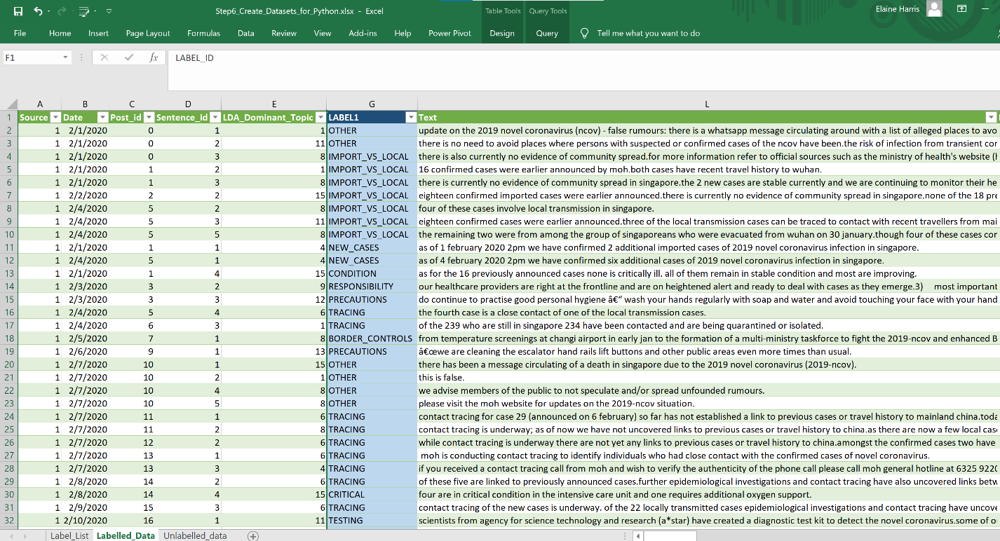 Step6_Create_Datasets_for_Python.xlsx - Excel
Table Tools Query Tools
Elaine Harris
File Home Insert Page Layout Formulas Data Review View Add-ins Help Power Pivot Design Query Tell me what you want to do
F1 fx LABEL_ID
A B C D E G L
1 Source Date Post_id Sentence_id LDA_Dominant_Topic LABEL1 Text
2 1 2/1/2020 0 1 1 OTHER update on the 2019 novel coronavirus (ncov) - false rumours: there is a whatsapp message circulating around with a list of alleged places to avo
3 1 2/1/2020 0 2 11 OTHER there is no need to avoid places where persons with suspected or confirmed cases of the ncov have been.the risk of infection from transient cor
4 1 2/1/2020 0 3 8 IMPORT_VS_LOCAL there is also currently no evidence of community spread.for more information refer to official sources such as the ministry of health's website (
5 1 2/1/2020 1 2 1 IMPORT_VS_LOCAL 16 confirmed cases were earlier announced by moh.both cases have recent travel history to wuhan.
6 1 2/1/2020 1 3 8 IMPORT_VS_LOCAL there is currently no evidence of community spread in singapore.the 2 new cases are stable currently and we are continuing to monitor their he
7 1 2/2/2020 2 2 15 IMPORT_VS_LOCAL eighteen confirmed imported cases were earlier announced.there is currently no evidence of community spread in singapore.none of the 18 pre
8 1 2/4/2020 5 2 8 IMPORT_VS_LOCAL four of these cases involve local transmission in singapore.
9 1 2/4/2020 5 3 11 IMPORT_VS_LOCAL eighteen confirmed cases were earlier announced.three of the local transmission cases can be traced to contact with recent travellers from mai
10 1 2/4/2020 5 5 8 IMPORT_VS_LOCAL the remaining two were from among the group of singaporeans who were evacuated from wuhan on 30 january.though four of these cases cor
11 1 2/1/2020 1 1 4 NEW_CASES as of 1 february 2020 2pm we have confirmed 2 additional imported cases of 2019 novel coronavirus infection in singapore.
12 1 2/4/2020 5 1 4 NEW_CASES as of 4 february 2020 2pm we have confirmed six additional cases of 2019 novel coronavirus infection in singapore.
13 1 2/1/2020 1 4 15 CONDITION as for the 16 previously announced cases none is critically ill. all of them remain in stable condition and most are improving.
14 1 2/3/2020 3 2 9 RESPONSIBILITY our healthcare providers are right at the frontline and are on heightened alert and ready to deal with cases as they emerge.3) most important
15 1 2/3/2020 3 3 12 PRECAUTIONS do continue to practise good personal hygiene â€“ wash your hands regularly with soap and water and avoid touching your face with your hand
16 1 2/4/2020 5 4 6 TRACING the fourth case is a close contact of one of the local transmission cases.
17 1 2/4/2020 6 3 1 TRACING of the 239 who are still in singapore 234 have been contacted and are being quarantined or isolated.
18 1 2/5/2020 7 1 8 BORDER_CONTROLS from temperature screenings at changi airport in early jan to the formation of a multi-ministry taskforce to fight the 2019-ncov and enhanced B
19 1 2/6/2020 9 1 13 PRECAUTIONS â€œwe are cleaning the escalator hand rails lift buttons and other public areas even more times than usual.
20 1 2/7/2020 10 1 15 OTHER there has been a message circulating of a death in singapore due to the 2019 novel coronavirus (2019-ncov).
21 1 2/7/2020 10 2 1 OTHER this is false.
22 1 2/7/2020 10 4 8 OTHER we advise members of the public to not speculate and/or spread unfounded rumours.
23 1 2/7/2020 10 5 8 OTHER please visit the moh website for updates on the 2019-ncov situation.
24 1 2/7/2020 11 1 6 TRACING contact tracing for case 29 (announced on 6 february) so far has not established a link to previous cases or travel history to mainland china.toda
25 1 2/7/2020 11 2 8 TRACING contact tracing is underway; as of now we have not uncovered links to previous cases or travel history to china.as there are now a few local cas
26 1 2/7/2020 12 2 6 TRACING while contact tracing is underway there are not yet any links to previous cases or travel history to china.amongst the confirmed cases two have
27 1 2/7/2020 13 1 6 TRACING moh is conducting contact tracing to identify individuals who had close contact with the confirmed cases of novel coronavirus.
28 1 2/7/2020 13 3 4 TRACING if you received a contact tracing call from moh and wish to verify the authenticity of the phone call please call moh general hotline at 6325 922
29 1 2/8/2020 14 2 6 TRACING of these five are linked to previously announced cases.further epidemiological investigations and contact tracing have also uncovered links betw
30 1 2/8/2020 14 4 15 CRITICAL four are in critical condition in the intensive care unit and one requires additional oxygen support.
31 1 2/9/2020 15 3 6 TRACING contact tracing of the new cases is underway. of the 22 locally transmitted cases epidemiological investigations and contact tracing have uncove
32 1 2/10/2020 16 1 11 TESTING scientists from agency for science technology and research (a*star) have created a diagnostic test kit to detect the novel coronavirus.some of o
Label_List Labelled_Data Unlabelled_data